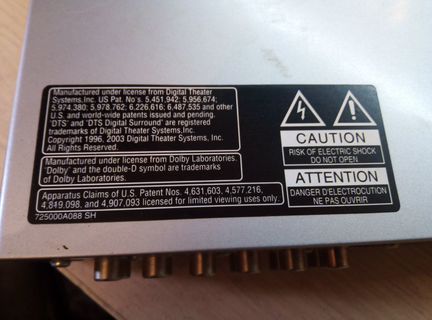 Manufactured under license from Digital Theater
Systems,Inc. US Pat. No's. 5,451,942; 5,956,674;
5,974,380; 5,978,762; 6,226,616; 6,487,535 and other
U.S. and world-wide patents issued and pending.
'DTS' and 'DTS Digital Surround' are registered
trademarks of Digital Theater Systems,Inc.
Copyright 1996, 2003 Digital Theater Systems, Inc.
All Rights Reserved.
Manufactured under license from Dolby Laboratories.
'Dolby' and the double-D symbol are trademarks
of Dolby Laboratories.
Apparatus Claims of U.S. Patent Nos. 4,631,603, 4,577,216,
4,849,098, and 4,907,093 licensed for limited viewing uses only.
725000A088 SH
CAUTION
RISK OF ELECTRIC SHOCK
DO NOT OPEN
ATTENTION
DANGER D'ELECTROCUTION
NE PAS OUVRIR